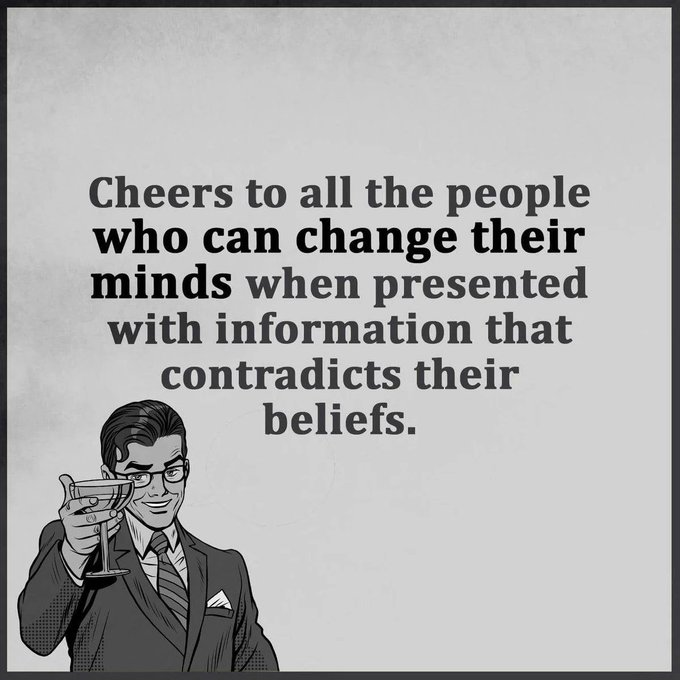 Cheers to all the people
who can change their
minds when presented
with information that
contradicts their
beliefs.